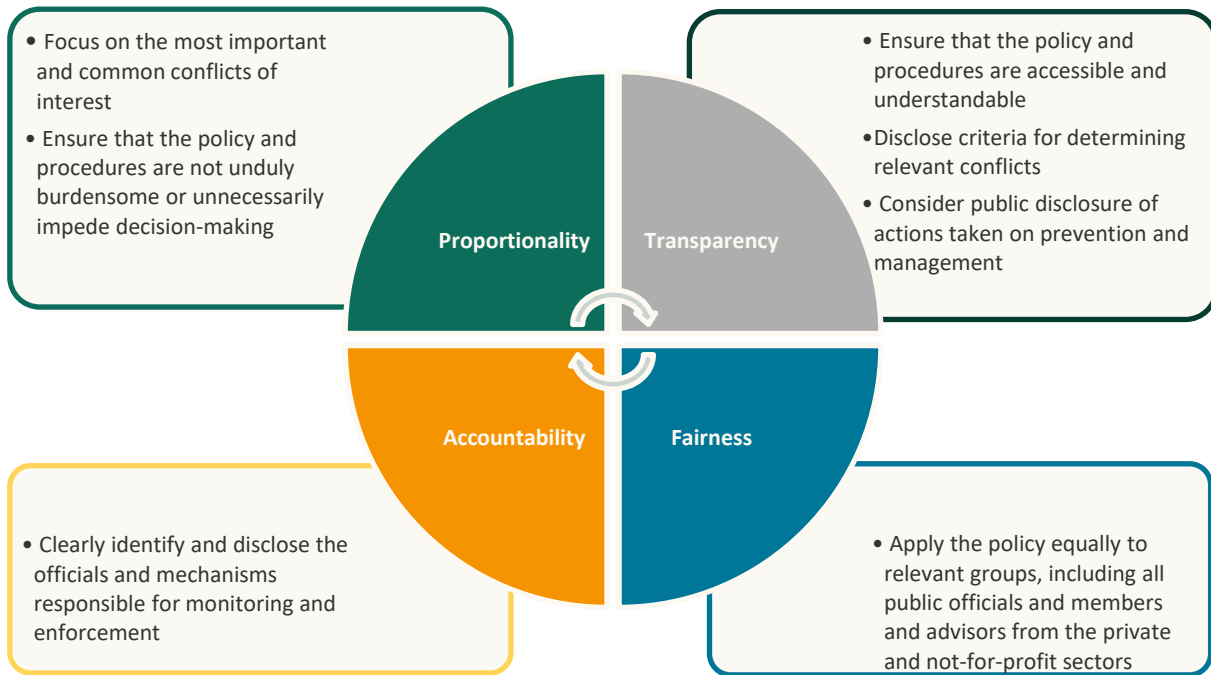 • Focus on the most important
and common conflicts of
interest
• Ensure that the policy and
procedures are not unduly
burdensome or unnecessarily
impede decision-making
• Ensure that the policy and
procedures are accessible and
understandable
•Disclose criteria for determining
relevant conflicts
• Consider public disclosure of
actions taken on prevention and
management
Proportionality
Transparency
Accountability
Fairness
• Clearly identify and disclose the
officials and mechanisms
responsible for monitoring and
enforcement
• Apply the policy equally to
relevant groups, including all
public officials and members
and advisors from the private
and not-for-profit sectors